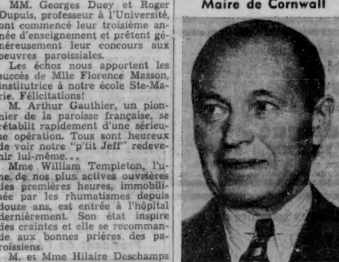 MM. Georges Duey et Roger
Dupuis, professeur à l'Université,
ont commencé leur troisième an-
née d'enseignement et prêtent gé-
néreusement leur concours aux
oeuvres paroissiales.
Les échos nous apportent les
succès de Mlle Florence Masson,
institutrice à notre école Ste-Ma-
rie. Félicitations!
M. Arthur Gauthier, un pion-
nier de la paroisse française, se
rétablit rapidement d'une sérieu-
se opération. Tous sont heureux
de voir notre "p'tit Jeff" redeve-
nir lui-même...
Mme William Templeton, l'u-
ne de nos plus actives ouvrières
des premières heures, immobili-
sée par les rhumatismes depuis
douze ans, est entrée à l'hôpital
dernièrement. Son état inspire
des craintes et elle se recomman-
de aux bonnes prières des pa-
roissiens.
M. et Mme Hilaire Deschamps
Maire de Cornwall